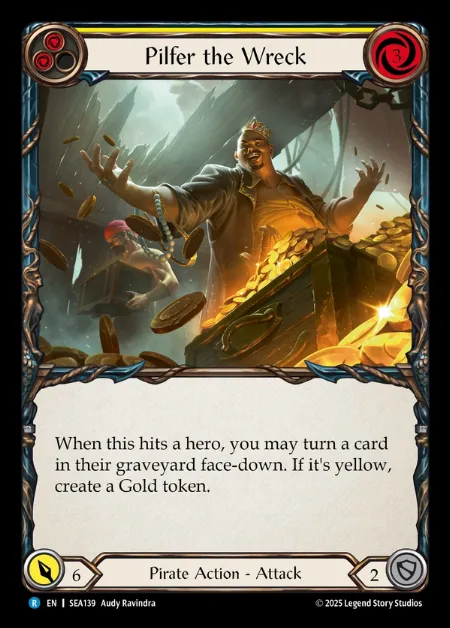 Pilfer the Wreck
3
When this hits a hero, you may turn a card
in their graveyard face-down. If it's yellow,
create a Gold token.
6
Pirate Action - Attack
2
R EN SEA139 Audy Ravindra
© 2025 Legend Story Studios